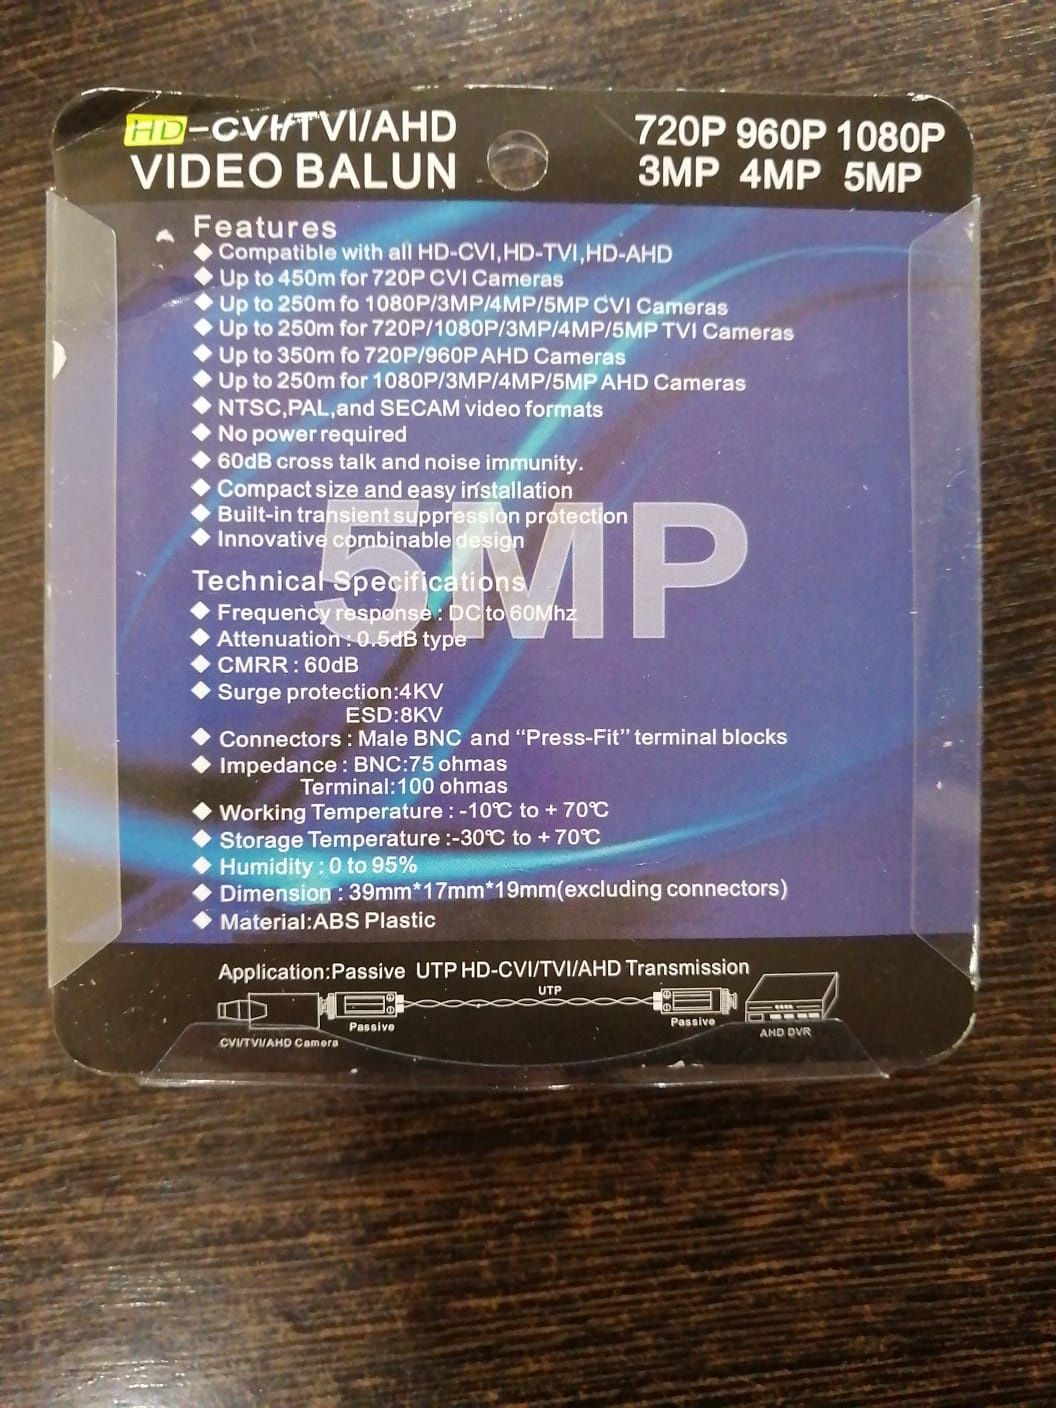 HD-CVI/TVI/AHD
VIDEO BALUN
720P 960P 1080P
3MP 4MP 5MP
Features
◆ Compatible with all HD-CVI,HD-TVI,HD-AHD
◆ Up to 450m for 720P CVI Cameras
◆ Up to 250m fo 1080P/3MP/4MP/5MP CVI Cameras
◆ Up to 250m for 720P/1080P/3MP/4MP/5MP TVI Cameras
◆ Up to 350m fo 720P/960P AHD Cameras
◆ Up to 250m for 1080P/3MP/4MP/5MP AHD Cameras
◆ NTSC,PAL,and SECAM video formats
◆ No power required
◆ 60dB cross talk and noise immunity.
◆ Compact size and easy installation
◆ Built-in transient suppression protection
◆ Innovative combinable design
5MP
Technical Specifications
◆ Frequency response : DC to 60Mhz
◆ Attenuation : 0.5dB type
◆ CMRR : 60dB
◆ Surge protection:4KV
ESD:8KV
◆ Connectors : Male BNC and “Press-Fit” terminal blocks
◆ Impedance : BNC:75 ohmas
Terminal:100 ohmas
◆ Working Temperature : -10℃ to + 70℃
◆ Storage Temperature :-30℃ to + 70℃
◆ Humidity : 0 to 95%
◆ Dimension : 39mm*17mm*19mm(excluding connectors)
◆ Material:ABS Plastic
Application:Passive UTP HD-CVI/TVI/AHD Transmission
UTP
Passive
Passive
CVI/TVI/AHD Camera
AHD DVR